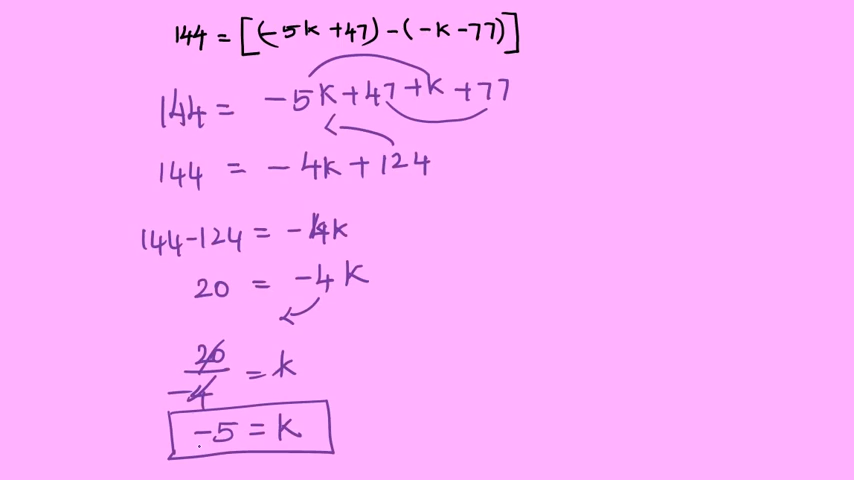 144 = [(-5k +47) - (-k -77)]
144 = -5k+47+k +77
144 = -4k + 124
144-124 = -4k
20 = -4k
20/-4 = k
-5 = k